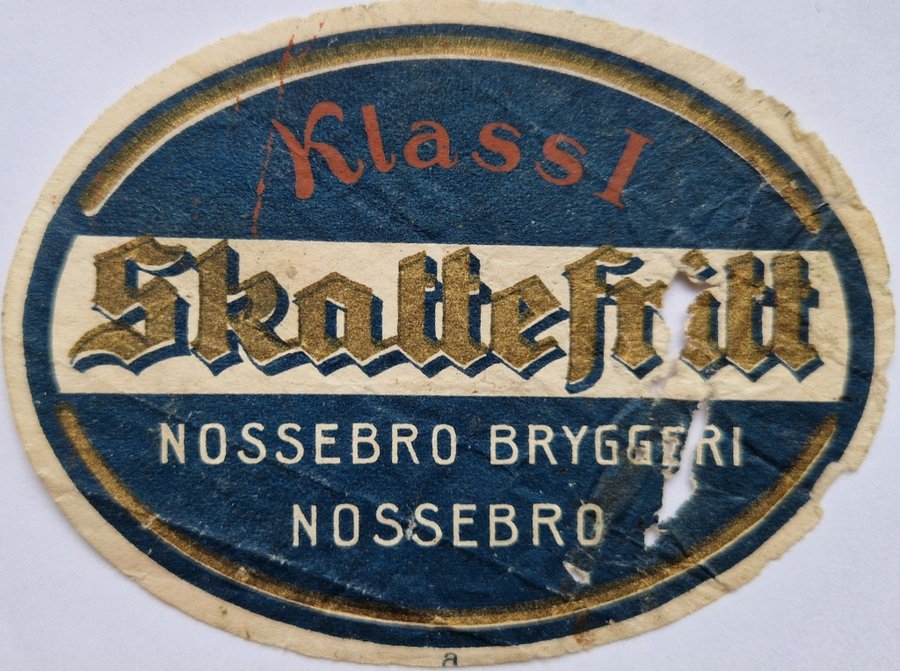 Klass I
Skattefritt
NOSSEBRO BRYGGERI
NOSSEBRO
a